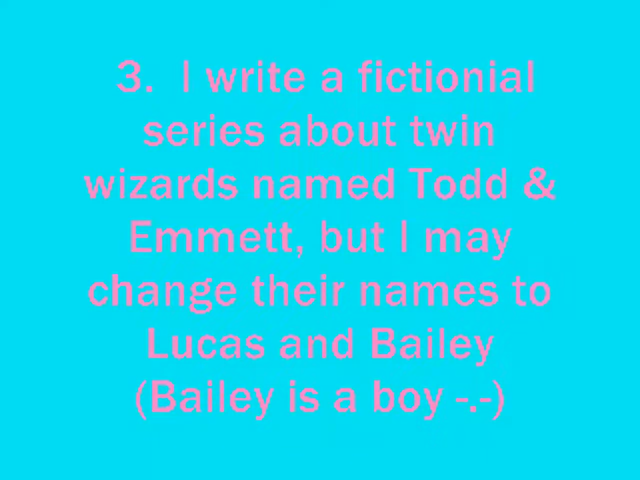 3.  I write a fictionial
series about twin
wizards named Todd &
Emmett, but I may
change their names to
Lucas and Bailey
(Bailey is a boy -.-)